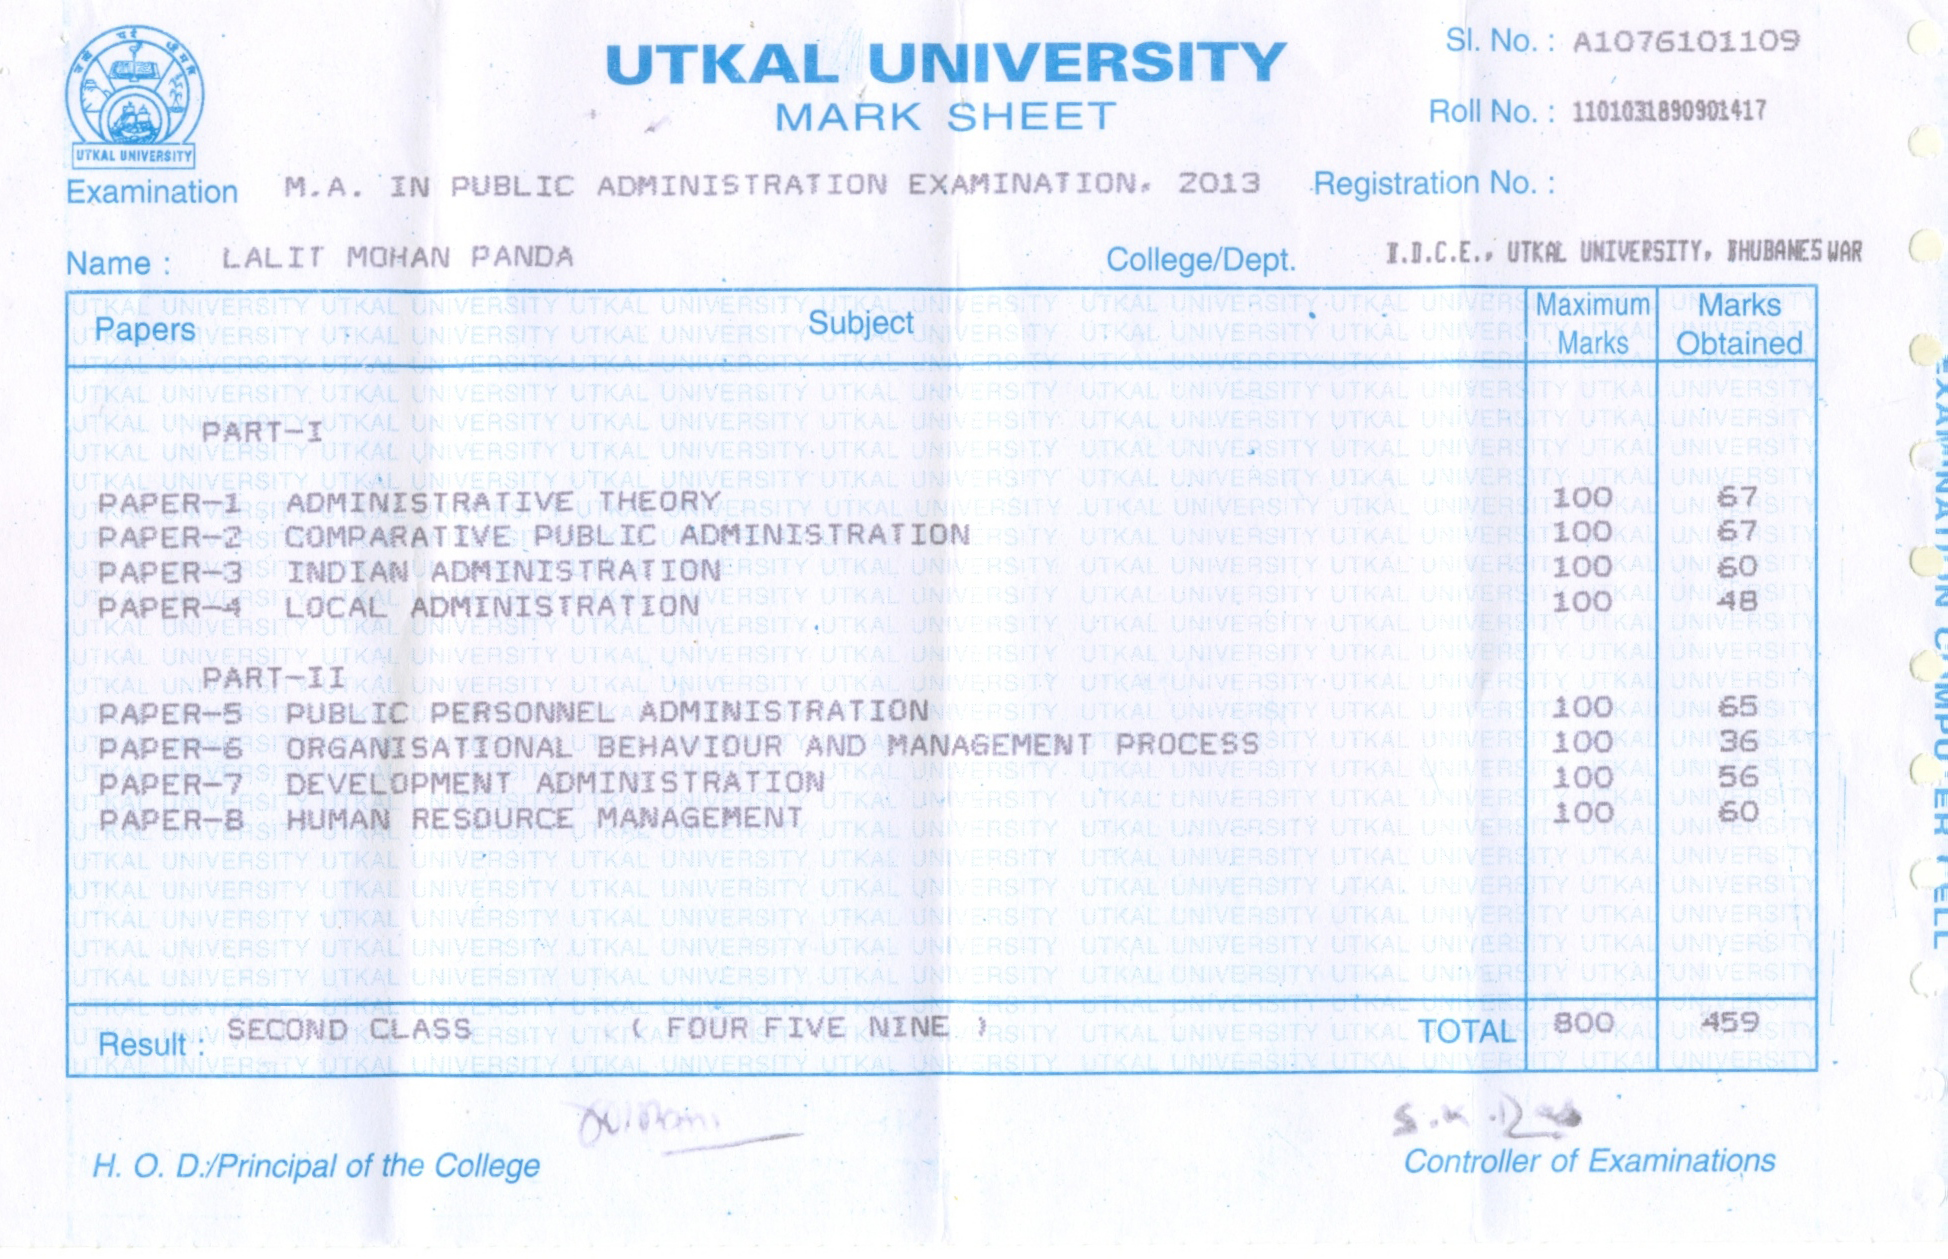 UTKAL UNIVERSITY
MARK SHEET
Sl. No. : A1076101109
Roll No. : 1101031890901417
UTKAL UNIVERSITY
Examination M.A. IN PUBLIC ADMINISTRATION EXAMINATION, 2013 Registration No. :
Name : LALIT MOHAN PANDA College/Dept. D.D.C.E., UTKAL UNIVERSITY, BHUBANESWAR
Papers Subject Maximum Marks Marks Obtained
PART-I
PAPER-1 ADMINISTRATIVE THEORY 100 67
PAPER-2 COMPARATIVE PUBLIC ADMINISTRATION 100 67
PAPER-3 INDIAN ADMINISTRATION 100 60
PAPER-4 LOCAL ADMINISTRATION 100 48
PART-II
PAPER-5 PUBLIC PERSONNEL ADMINISTRATION 100 65
PAPER-6 ORGANISATIONAL BEHAVIOUR AND MANAGEMENT PROCESS 100 36
PAPER-7 DEVELOPMENT ADMINISTRATION 100 56
PAPER-8 HUMAN RESOURCE MANAGEMENT 100 60
Result : SECOND CLASS ( FOUR FIVE NINE ) TOTAL 800 459
S.K.Das
H. O. D./Principal of the College Controller of Examinations